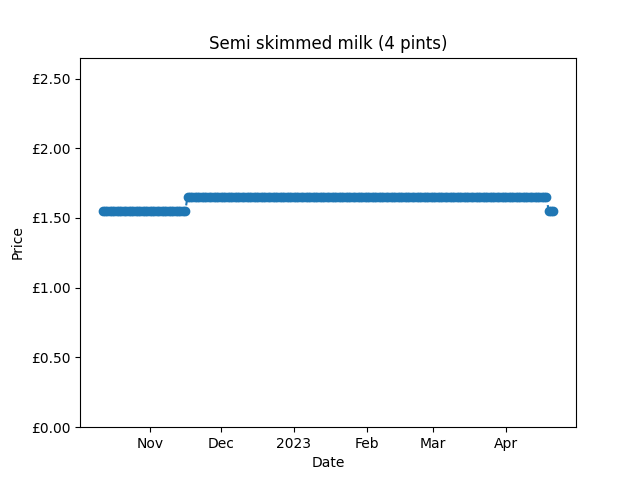 Semi skimmed milk (4 pints)
£2.50
£2.00
£1.50
£1.00
£0.50
£0.00
Price
Nov Dec 2023 Feb Mar Apr
Date